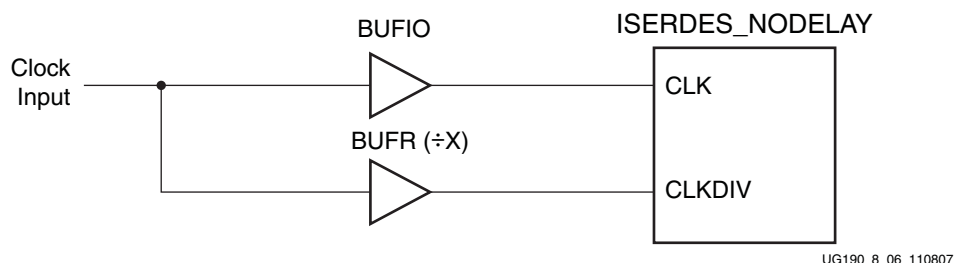 BUFIO
ISERDES_NODELAY
Clock
Input
CLK
BUFR (÷X)
CLKDIV
UG190_8_06_110807